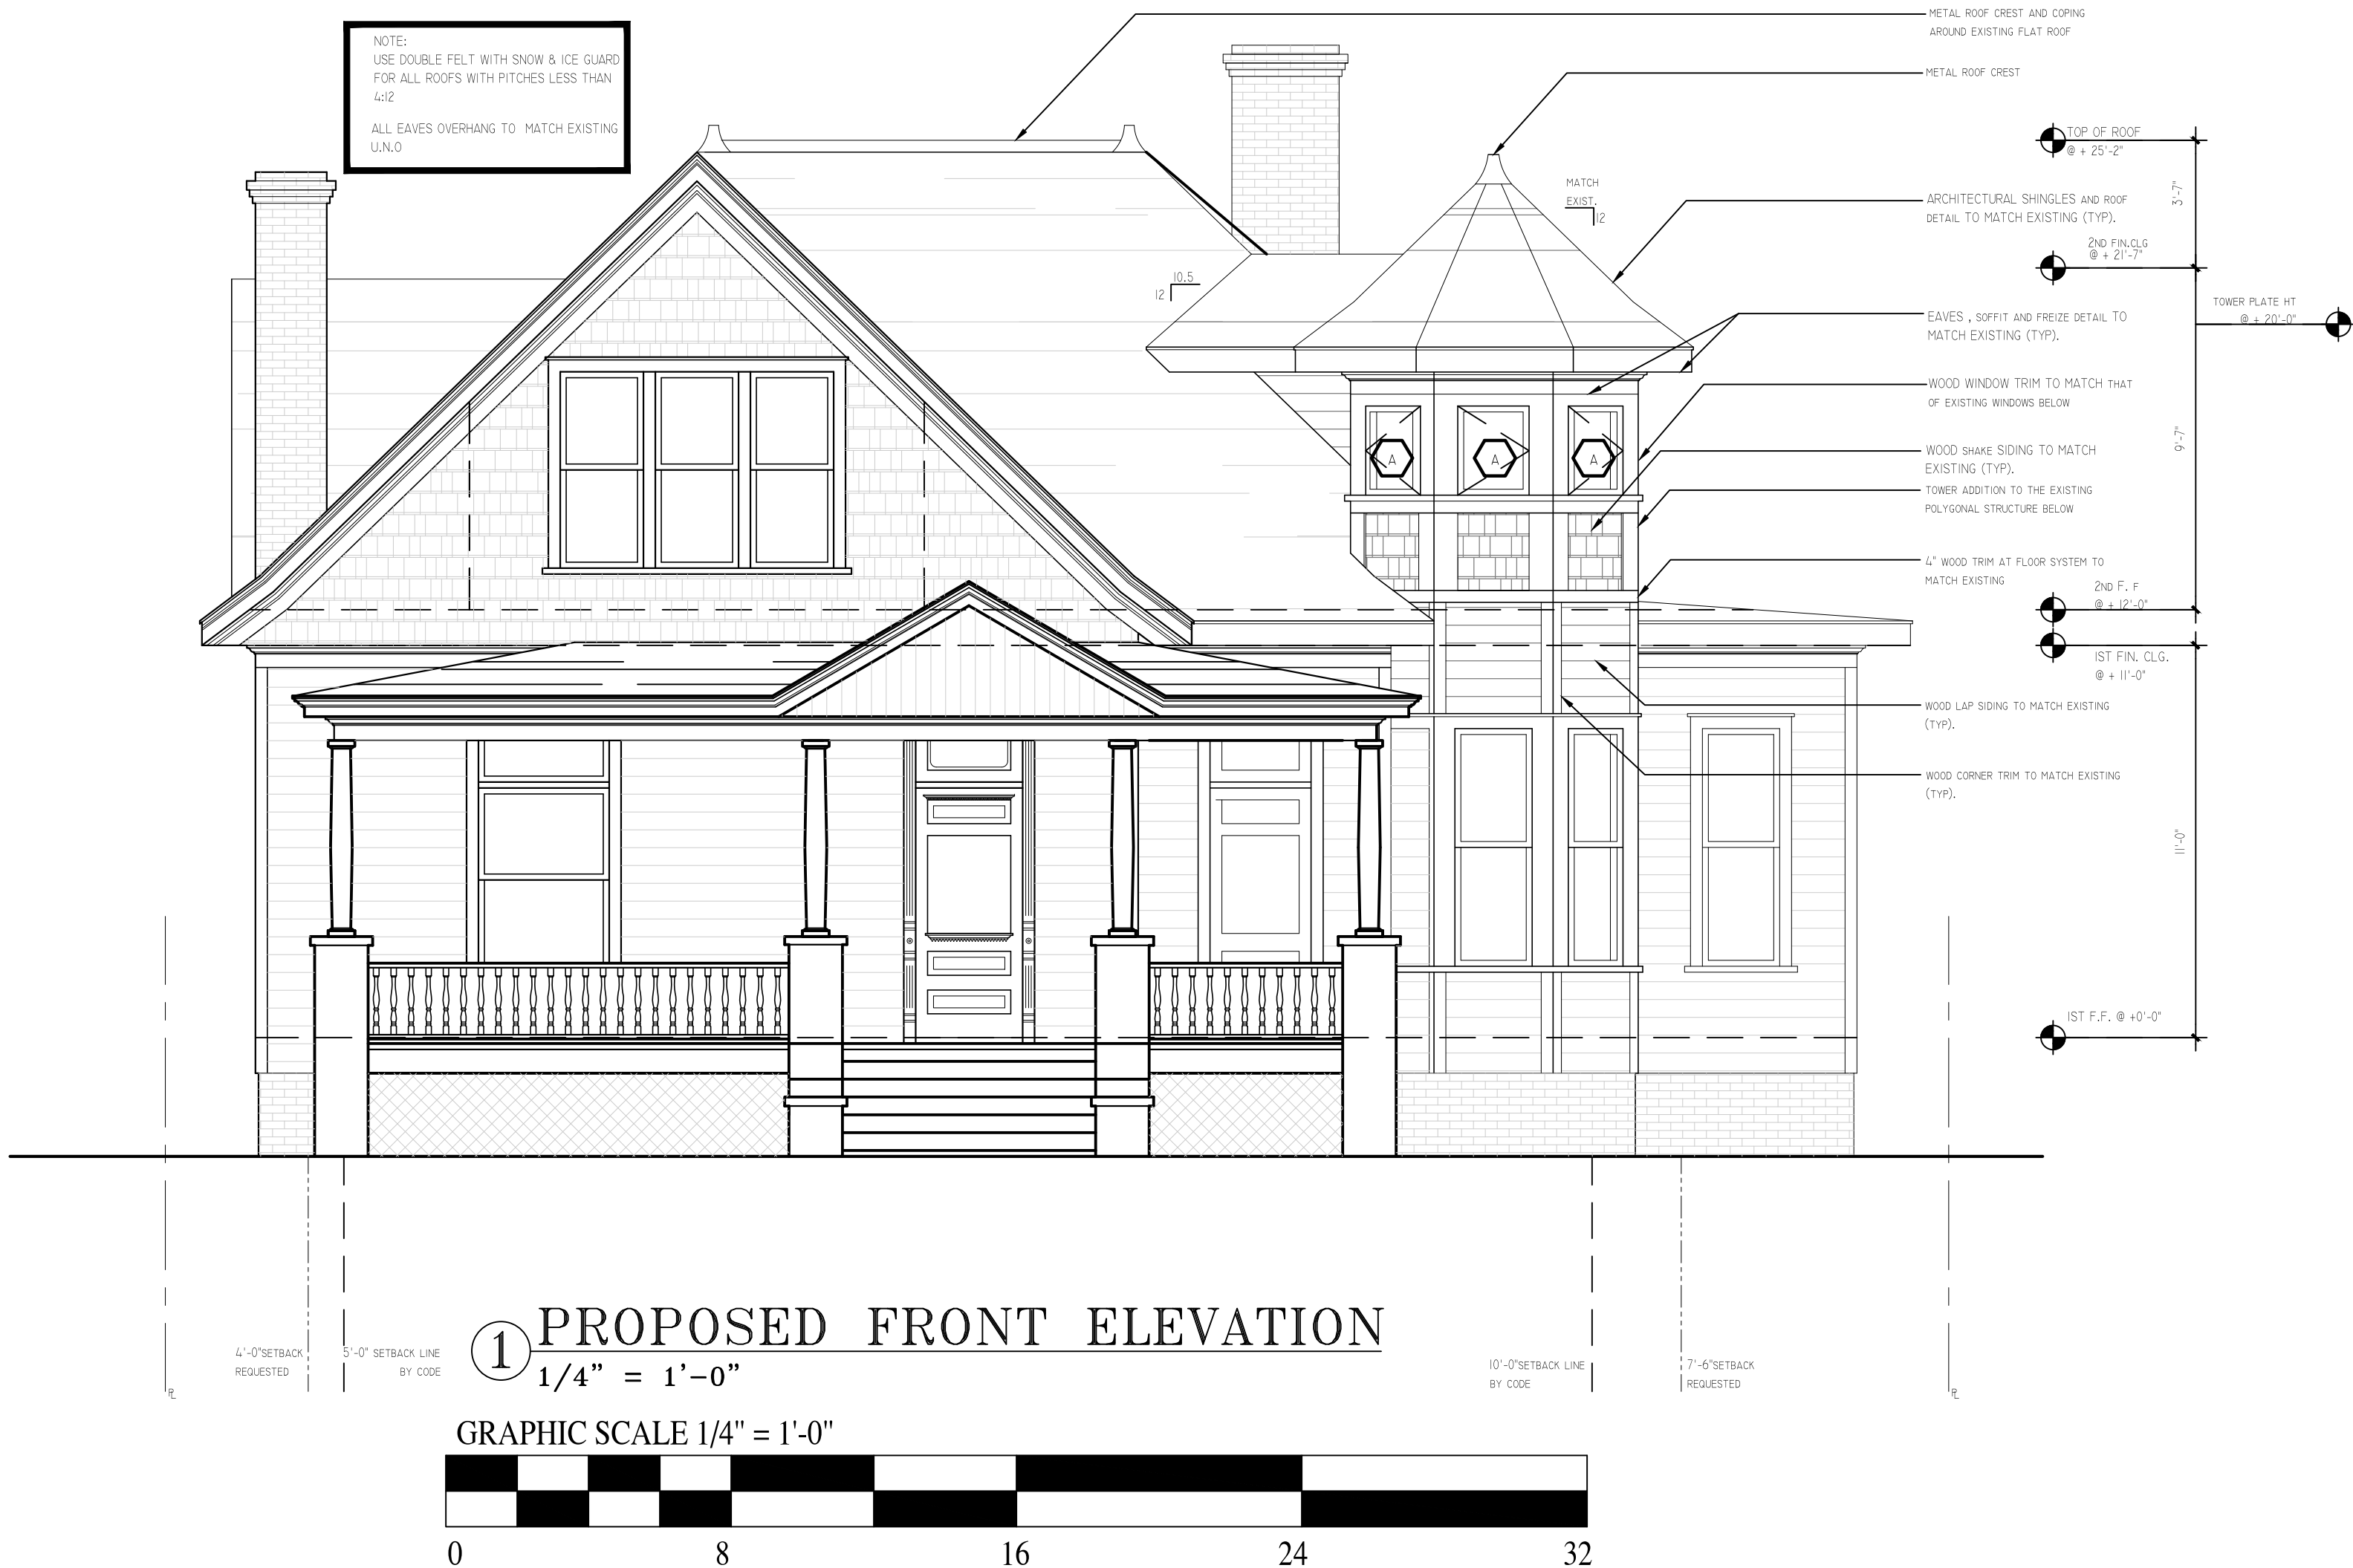 NOTE:
USE DOUBLE FELT WITH SNOW & ICE GUARD
FOR ALL ROOFS WITH PITCHES LESS THAN
4:12
ALL EAVES OVERHANG TO MATCH EXISTING
U.N.O
METAL ROOF CREST AND COPING
AROUND EXISTING FLAT ROOF
METAL ROOF CREST
MATCH
EXIST.
12
10.5
12
ARCHITECTURAL SHINGLES AND ROOF
DETAIL TO MATCH EXISTING (TYP).
EAVES , SOFFIT AND FREIZE DETAIL TO
MATCH EXISTING (TYP).
WOOD WINDOW TRIM TO MATCH THAT
OF EXISTING WINDOWS BELOW
WOOD SHAKE SIDING TO MATCH
EXISTING (TYP).
TOWER ADDITION TO THE EXISTING
POLYGONAL STRUCTURE BELOW
4" WOOD TRIM AT FLOOR SYSTEM TO
MATCH EXISTING
WOOD LAP SIDING TO MATCH EXISTING
(TYP).
WOOD CORNER TRIM TO MATCH EXISTING
(TYP).
A
A
A
TOP OF ROOF
@ + 25'-2"
3'-7"
2ND FIN.CLG
@ + 21'-7"
TOWER PLATE HT
@ + 20'-0"
9'-7"
2ND F. F
@ + 12'-0"
1ST FIN. CLG.
@ + 11'-0"
11'-0"
1ST F.F. @ +0'-0"
4'-0"SETBACK
REQUESTED
5'-0" SETBACK LINE
BY CODE
10'-0"SETBACK LINE
BY CODE
7'-6"SETBACK
REQUESTED
PL
PL
1 PROPOSED FRONT ELEVATION
1/4" = 1'-0"
GRAPHIC SCALE 1/4" = 1'-0"
0 8 16 24 32